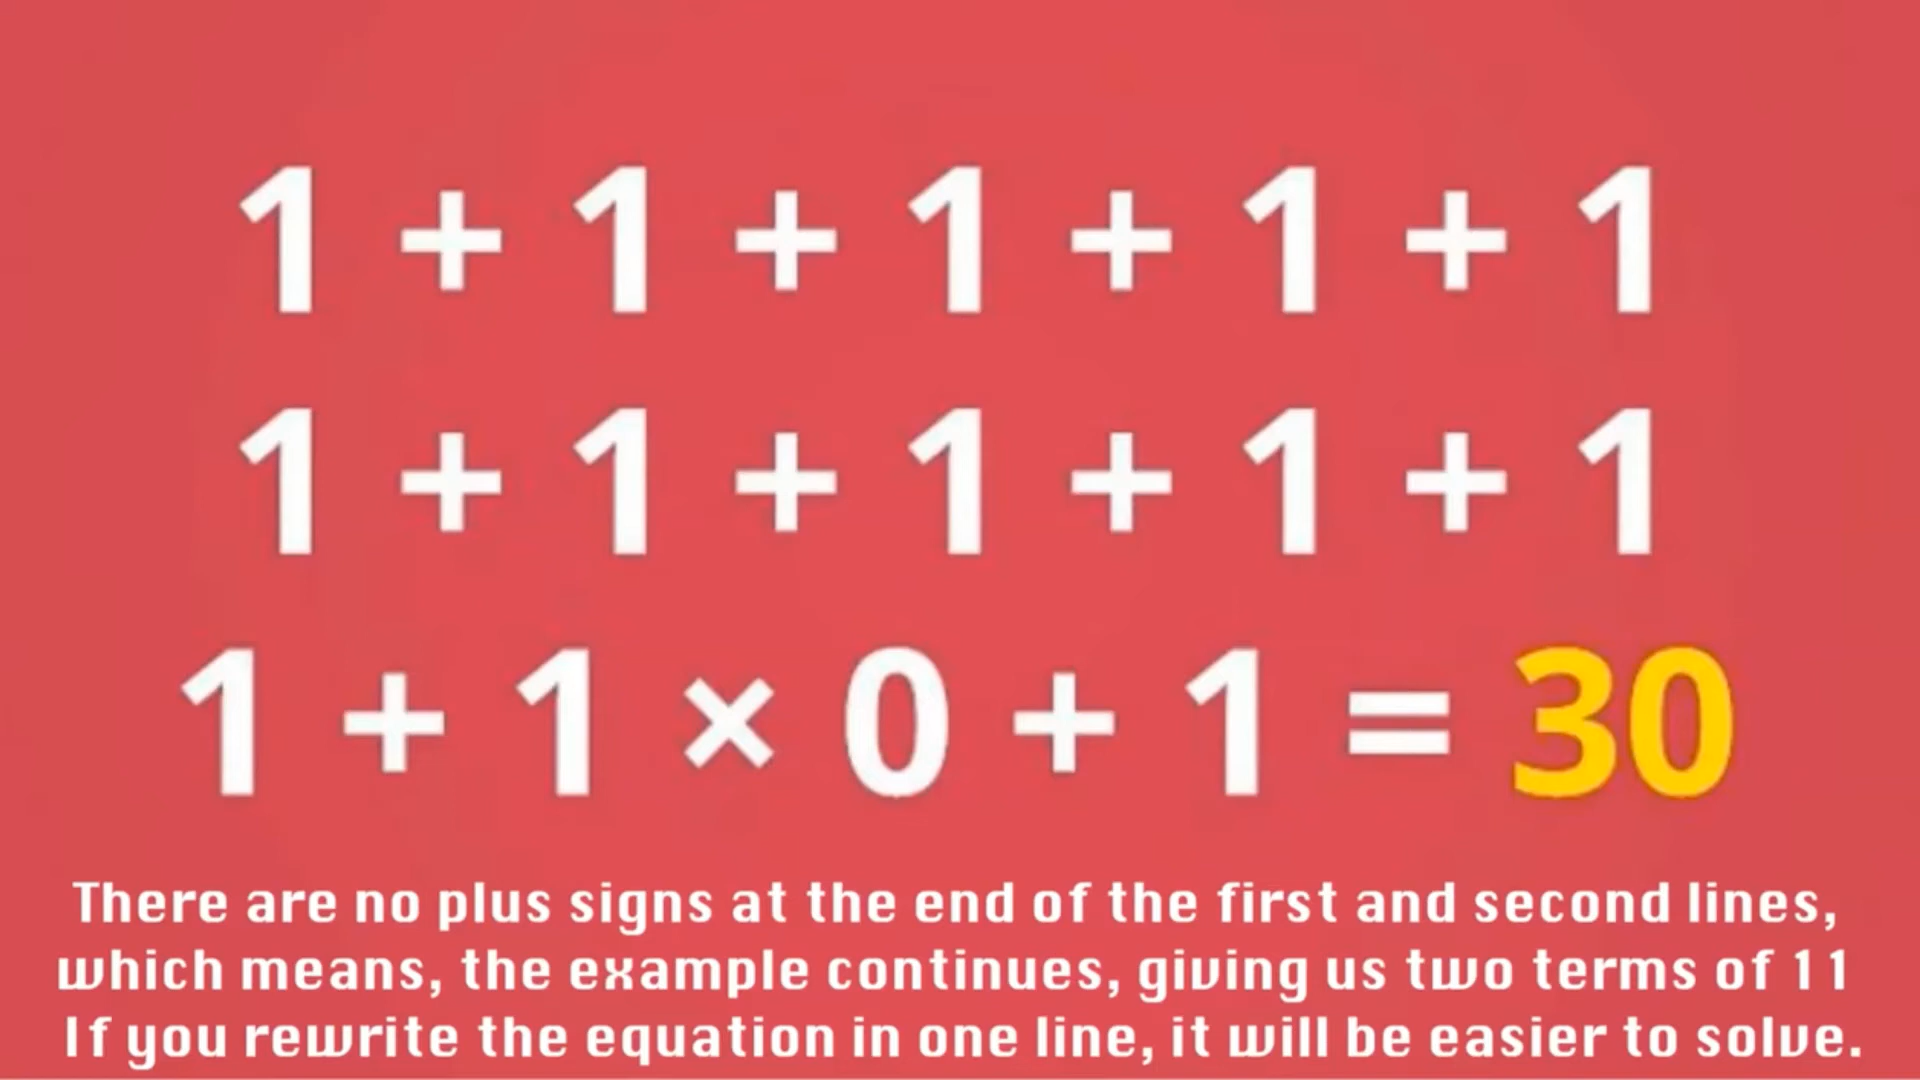 1 + 1 + 1 + 1 + 1
1 + 1 + 1 + 1 + 1
1 + 1 × 0 + 1 = 30
There are no plus signs at the end of the first and second lines,
which means, the example continues, giving us two terms of 11
If you rewrite the equation in one line, it will be easier to solve.